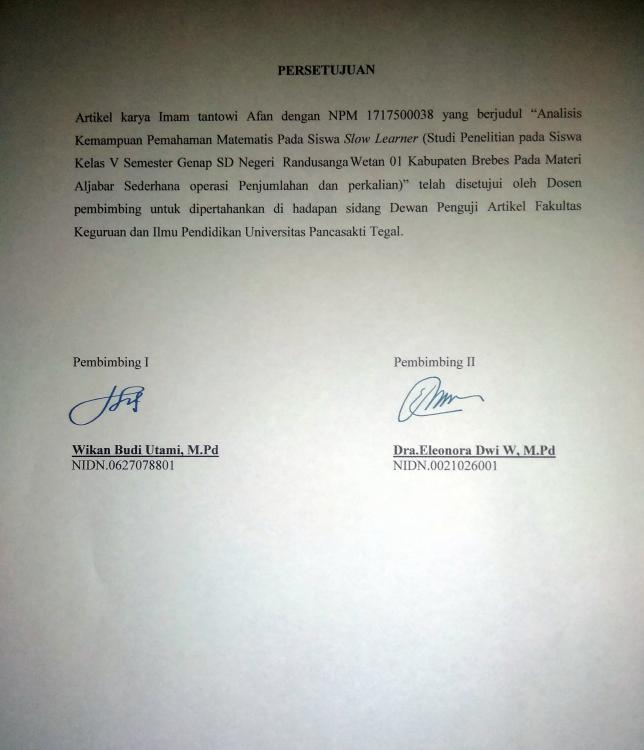 PERSETUJUAN
Artikel karya Imam tantowi Afan dengan NPM 1717500038 yang berjudul “Analisis
Kemampuan Pemahaman Matematis Pada Siswa Slow Learner (Studi Penelitian pada Siswa
Kelas V Semester Genap SD Negeri Randusanga Wetan 01 Kabupaten Brebes Pada Materi
Aljabar Sederhana operasi Penjumlahan dan perkalian)” telah disetujui oleh Dosen
pembimbing untuk dipertahankan di hadapan sidang Dewan Penguji Artikel Fakultas
Keguruan dan Ilmu Pendidikan Universitas Pancasakti Tegal.
Pembimbing I
Pembimbing II
Wikan Budi Utami, M.Pd
NIDN.0627078801
Dra.Eleonora Dwi W, M.Pd
NIDN.0021026001